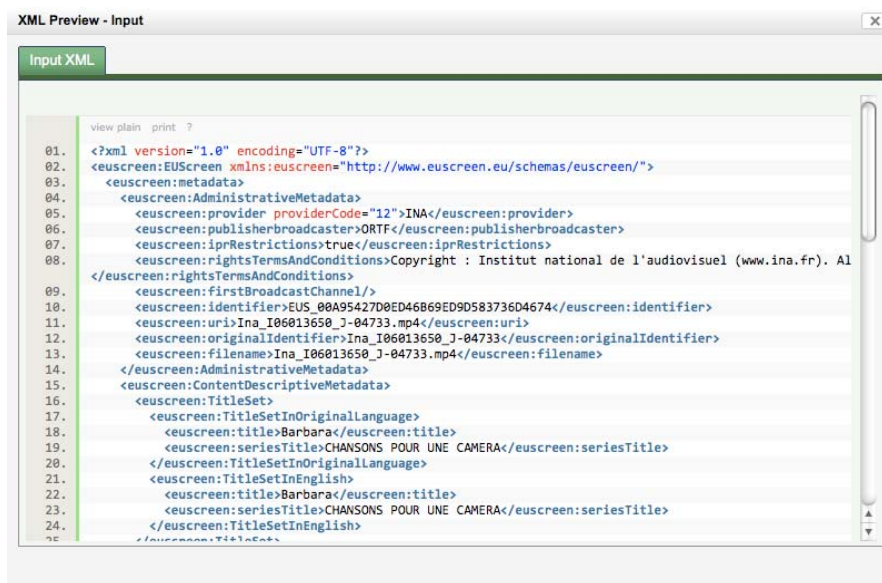 XML Preview - Input
Input XML
view plain print ?
01. <?xml version="1.0" encoding="UTF-8"?>
02. <euscreen:EUScreen xmlns:euscreen="http://www.euscreen.eu/schemas/euscreen/">
03. <euscreen:metadata>
04. <euscreen:AdministrativeMetadata>
05. <euscreen:provider providerCode="12">INA</euscreen:provider>
06. <euscreen:publisherbroadcaster>ORTF</euscreen:publisherbroadcaster>
07. <euscreen:iprRestrictions>true</euscreen:iprRestrictions>
08. <euscreen:rightsTermsAndConditions>Copyright : Institut national de l'audiovisuel (www.ina.fr). Al
</euscreen:rightsTermsAndConditions>
09. <euscreen:firstBroadcastChannel/>
10. <euscreen:identifier>EUS_00A95427D0ED46B69ED9D583736D4674</euscreen:identifier>
11. <euscreen:uri>Ina_I06013650_J-04733.mp4</euscreen:uri>
12. <euscreen:originalIdentifier>Ina_I06013650_J-04733</euscreen:originalIdentifier>
13. <euscreen:filename>Ina_I06013650_J-04733.mp4</euscreen:filename>
14. </euscreen:AdministrativeMetadata>
15. <euscreen:ContentDescriptiveMetadata>
16. <euscreen:TitleSet>
17. <euscreen:TitleSetInOriginalLanguage>
18. <euscreen:title>Barbara</euscreen:title>
19. <euscreen:seriesTitle>CHANSONS POUR UNE CAMERA</euscreen:seriesTitle>
20. </euscreen:TitleSetInOriginalLanguage>
21. <euscreen:TitleSetInEnglish>
22. <euscreen:title>Barbara</euscreen:title>
23. <euscreen:seriesTitle>CHANSONS POUR UNE CAMERA</euscreen:seriesTitle>
24. </euscreen:TitleSetInEnglish>
25. </euscreen:TitleSet>